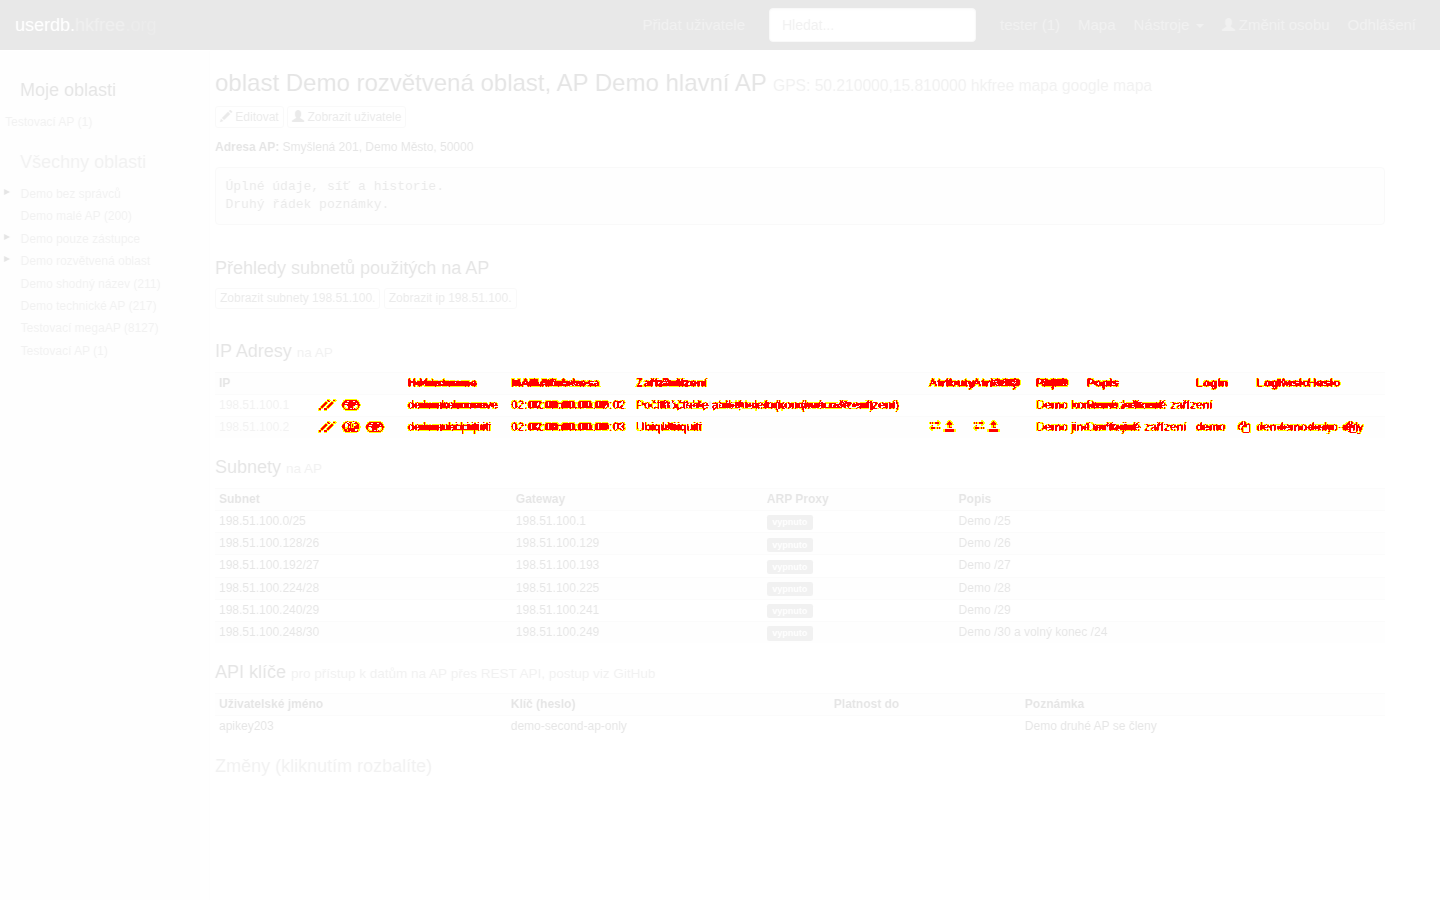 userdb.hkfree.org Přidat uživatele Hledat... tester (1) Mapa Nástroje Změnit osobu Odhlášení
Moje oblasti
Testovací AP (1)
Všechny oblasti
Demo bez správců
Demo malé AP (200)
Demo pouze zástupce
Demo rozvětvená oblast
Demo shodný název (211)
Demo technické AP (217)
Testovací megaAP (8127)
Testovací AP (1)
oblast Demo rozvětvená oblast, AP Demo hlavní AP GPS: 50.210000,15.810000 hkfree mapa google mapa
Editovat Zobrazit uživatele
Adresa AP: Smyšlená 201, Demo Město, 50000
Úplné údaje, síť a historie.
Druhý řádek poznámky.
Přehledy subnetů použitých na AP
Zobrazit subnety 198.51.100. Zobrazit ip 198.51.100.
IP Adresy na AP
IP Popis Login
198.51.100.1
198.51.100.2 demo
Subnety na AP
Subnet Gateway ARP Proxy Popis
198.51.100.0/25 198.51.100.1 vypnuto Demo /25
198.51.100.128/26 198.51.100.129 vypnuto Demo /26
198.51.100.192/27 198.51.100.193 vypnuto Demo /27
198.51.100.224/28 198.51.100.225 vypnuto Demo /28
198.51.100.240/29 198.51.100.241 vypnuto Demo /29
198.51.100.248/30 198.51.100.249 vypnuto Demo /30 a volný konec /24
API klíče pro přístup k datům na AP přes REST API, postup viz GitHub
Uživatelské jméno Klíč (heslo) Platnost do Poznámka
apikey203 demo-second-ap-only Demo druhé AP se členy
Změny (kliknutím rozbalíte)